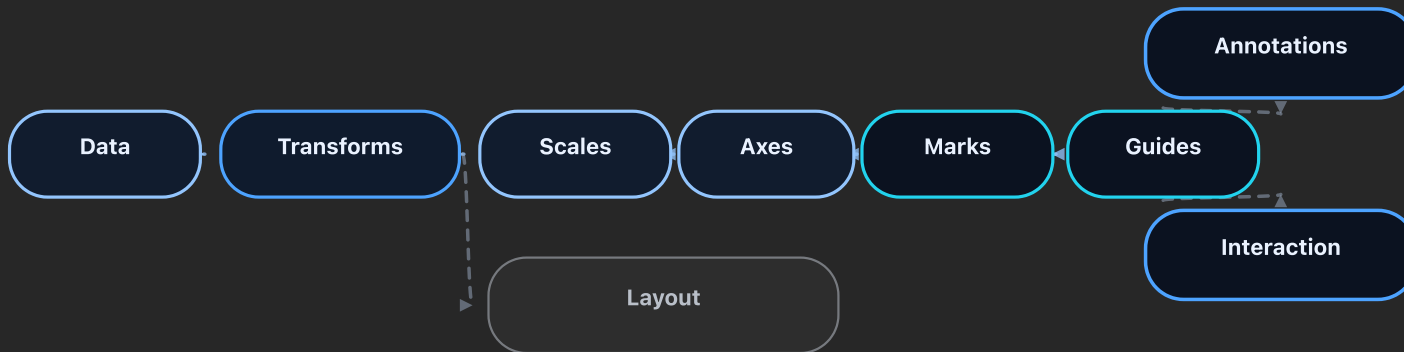 Annotations
Data
Transforms
Scales
Axes
Marks
Guides
Interaction
Layout